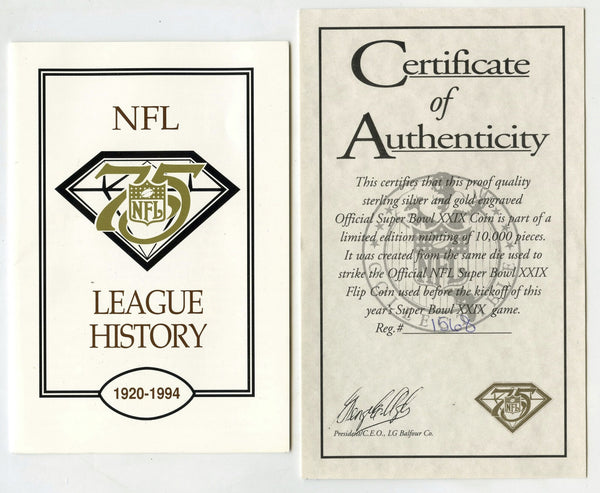 NFL
75
NFL
LEAGUE
HISTORY
1920-1994
Certificate
of
Authenticity
This certifies that this proof quality
sterling silver and gold engraved
Official Super Bowl XXIX Coin is part of a
limited edition minting of 10,000 pieces.
It was created from the same die used to
strike the Official NFL Super Bowl XXIX
Flip Coin used before the kickoff of this
year's Super Bowl XXIX game.
Reg.# 1668
President/C.E.O., LG Balfour Co.
75
NFL